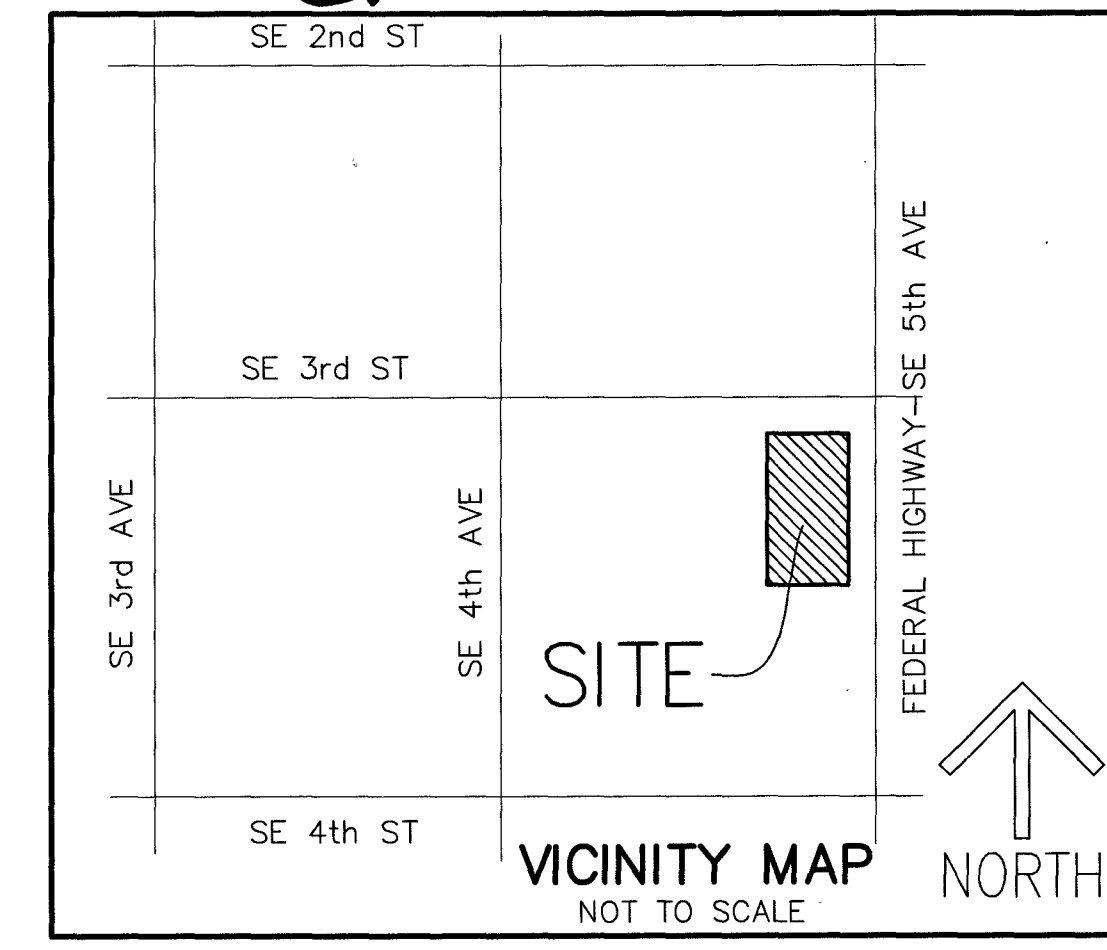 SE 2nd ST
SE 3rd ST
SE 3rd AVE
SE 4th AVE
FEDERAL HIGHWAY-SE 5th AVE
SITE
SE 4th ST
VICINITY MAP
NOT TO SCALE
NORTH